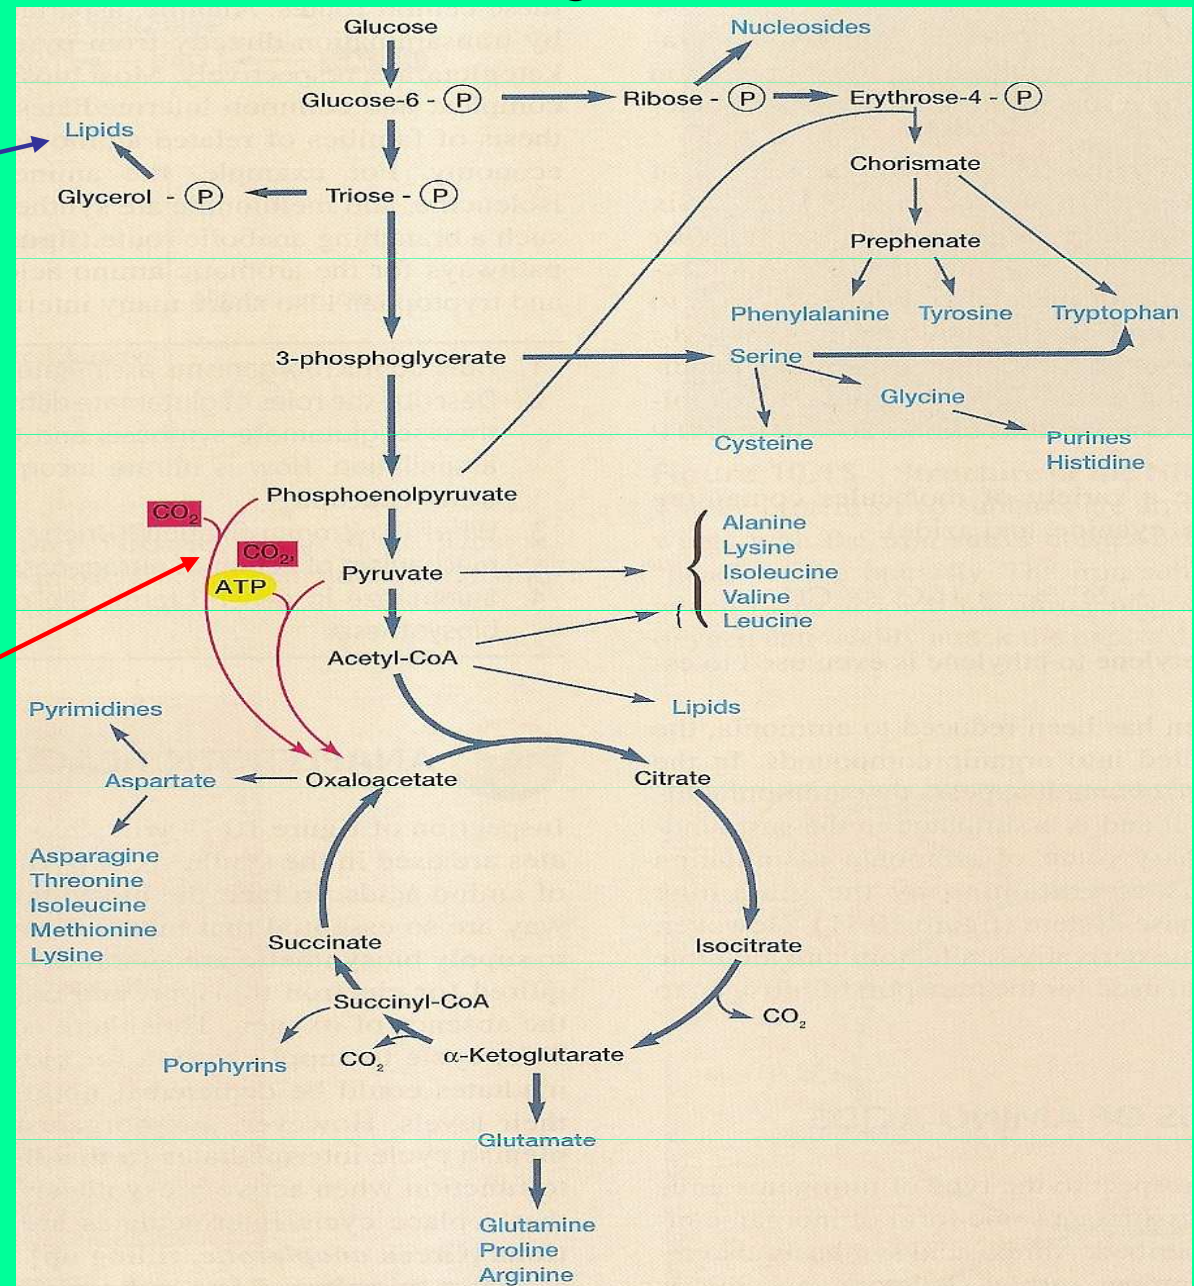 Glucose
Nucleosides
Glucose-6 - P
Ribose - P
Erythrose-4 - P
Lipids
Chorismate
Glycerol - P
Triose - P
Prephenate
Phenylalanine
Tyrosine
Tryptophan
3-phosphoglycerate
Serine
Glycine
Cysteine
Purines
Histidine
Phosphoenolpyruvate
CO₂
CO₂,
ATP
Pyruvate
Alanine
Lysine
Isoleucine
Valine
Leucine
Acetyl-CoA
Lipids
Pyrimidines
Aspartate
Oxaloacetate
Citrate
Asparagine
Threonine
Isoleucine
Methionine
Lysine
Succinate
Isocitrate
Succinyl-CoA
CO₂
Porphyrins
CO₂
α-Ketoglutarate
Glutamate
Glutamine
Proline
Arginine